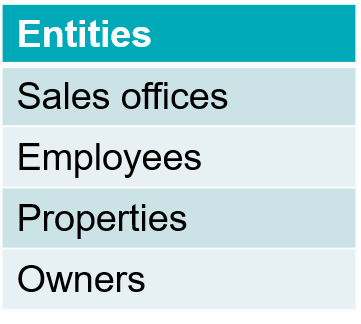 Entities
Sales offices
Employees
Properties
Owners